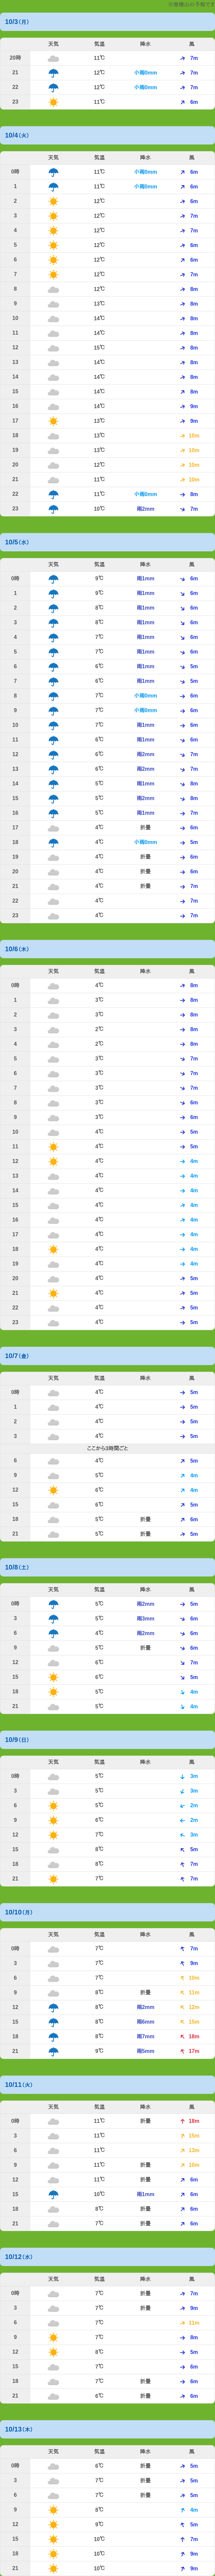 10/3(月)
天気 気温 降水 風
20時 11℃ 7m
21 12℃ 小雨0mm 7m
22 12℃ 小雨0mm 7m
23 11℃ 6m
10/4(火)
天気 気温 降水 風
0時 11℃ 小雨0mm 6m
1 11℃ 小雨0mm 6m
2 12℃ 6m
3 12℃ 7m
4 12℃ 7m
5 12℃ 6m
6 12℃ 6m
7 12℃ 7m
8 12℃ 8m
9 13℃ 8m
10 14℃ 8m
11 14℃ 8m
12 15℃ 8m
13 14℃ 8m
14 14℃ 8m
15 14℃ 8m
16 14℃ 9m
17 13℃ 9m
18 13℃ 10m
19 13℃ 10m
20 12℃ 10m
21 11℃ 10m
22 11℃ 小雨0mm 8m
23 10℃ 雨2mm 7m
10/5(水)
天気 気温 降水 風
0時 9℃ 雨1mm 6m
1 9℃ 雨1mm 6m
2 8℃ 雨1mm 6m
3 8℃ 雨1mm 6m
4 7℃ 雨1mm 6m
5 7℃ 雨1mm 6m
6 6℃ 雨1mm 5m
7 6℃ 雨1mm 5m
8 7℃ 小雨0mm 6m
9 7℃ 小雨0mm 6m
10 7℃ 雨1mm 6m
11 6℃ 雨1mm 6m
12 6℃ 雨2mm 7m
13 6℃ 雨2mm 7m
14 5℃ 雨1mm 8m
15 5℃ 雨2mm 8m
16 5℃ 雨1mm 7m
17 4℃ 折曇 6m
18 4℃ 小雨0mm 5m
19 4℃ 折曇 6m
20 4℃ 折曇 6m
21 4℃ 折曇 7m
22 4℃ 7m
23 4℃ 7m
10/6(木)
天気 気温 降水 風
0時 4℃ 8m
1 3℃ 8m
2 3℃ 8m
3 2℃ 8m
4 2℃ 8m
5 3℃ 7m
6 3℃ 7m
7 3℃ 7m
8 3℃ 6m
9 3℃ 6m
10 4℃ 5m
11 4℃ 5m
12 4℃ 4m
13 4℃ 4m
14 4℃ 4m
15 4℃ 4m
16 4℃ 4m
17 4℃ 4m
18 4℃ 4m
19 4℃ 4m
20 4℃ 5m
21 4℃ 5m
22 4℃ 5m
23 4℃ 5m
10/7(金)
天気 気温 降水 風
0時 4℃ 5m
1 4℃ 5m
2 4℃ 5m
3 4℃ 5m
ここから3時間ごと
6 4℃ 5m
9 5℃ 4m
12 6℃ 4m
15 6℃ 5m
18 5℃ 折曇 6m
21 5℃ 折曇 5m
10/8(土)
天気 気温 降水 風
0時 5℃ 雨2mm 5m
3 5℃ 雨3mm 6m
6 4℃ 雨2mm 6m
9 5℃ 折曇 6m
12 6℃ 7m
15 6℃ 5m
18 5℃ 4m
21 5℃ 4m
10/9(日)
天気 気温 降水 風
0時 5℃ 3m
3 5℃ 3m
6 5℃ 2m
9 6℃ 2m
12 7℃ 3m
15 8℃ 5m
18 8℃ 7m
21 7℃ 7m
10/10(月)
天気 気温 降水 風
0時 7℃ 7m
3 7℃ 9m
6 7℃ 10m
9 8℃ 折曇 11m
12 8℃ 雨2mm 12m
15 8℃ 雨6mm 15m
18 8℃ 雨7mm 18m
21 9℃ 雨5mm 17m
10/11(火)
天気 気温 降水 風
0時 11℃ 折曇 16m
3 11℃ 15m
6 11℃ 13m
9 11℃ 折曇 10m
12 11℃ 折曇 6m
15 10℃ 雨1mm 6m
18 8℃ 折曇 6m
21 7℃ 折曇 6m
10/12(水)
天気 気温 降水 風
0時 7℃ 折曇 7m
3 7℃ 折曇 9m
6 7℃ 11m
9 7℃ 8m
12 8℃ 5m
15 7℃ 6m
18 7℃ 折曇 6m
21 6℃ 折曇 6m
10/13(木)
天気 気温 降水 風
0時 6℃ 折曇 5m
3 7℃ 折曇 5m
6 7℃ 折曇 5m
9 8℃ 4m
12 9℃ 5m
15 10℃ 7m
18 10℃ 9m
21 10℃ 9m